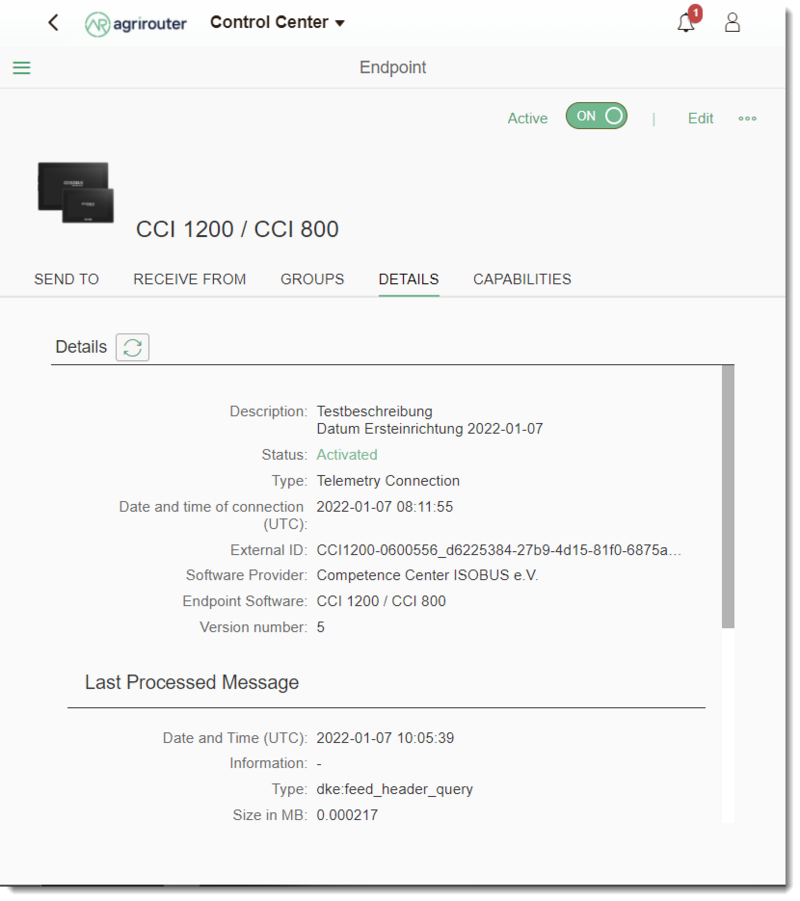 agrirouter Control Center 1
Endpoint
Active ON | Edit
CCI 1200 / CCI 800
SEND TO RECEIVE FROM GROUPS DETAILS CAPABILITIES
Details
Description: Testbeschreibung
Datum Ersteinrichtung 2022-01-07
Status: Activated
Type: Telemetry Connection
Date and time of connection 2022-01-07 08:11:55
(UTC):
External ID: CCI1200-0600556_d6225384-27b9-4d15-81f0-6875a...
Software Provider: Competence Center ISOBUS e.V.
Endpoint Software: CCI 1200 / CCI 800
Version number: 5
Last Processed Message
Date and Time (UTC): 2022-01-07 10:05:39
Information: -
Type: dke:feed_header_query
Size in MB: 0.000217